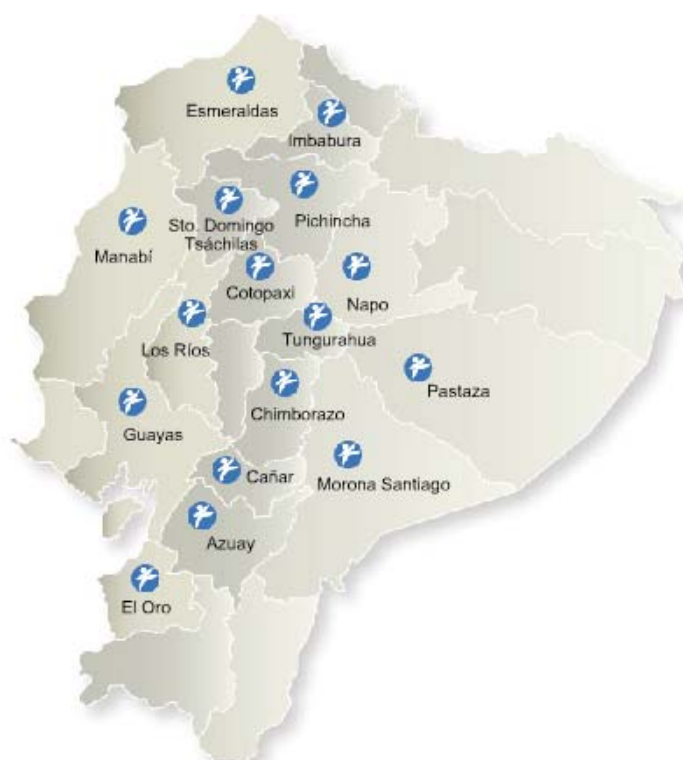 Esmeraldas
Imbabura
Pichincha
Sto. Domingo
Tsáchilas
Manabí
Cotopaxi
Napo
Los Ríos
Tungurahua
Pastaza
Chimborazo
Guayas
Cañar
Morona Santiago
Azuay
El Oro